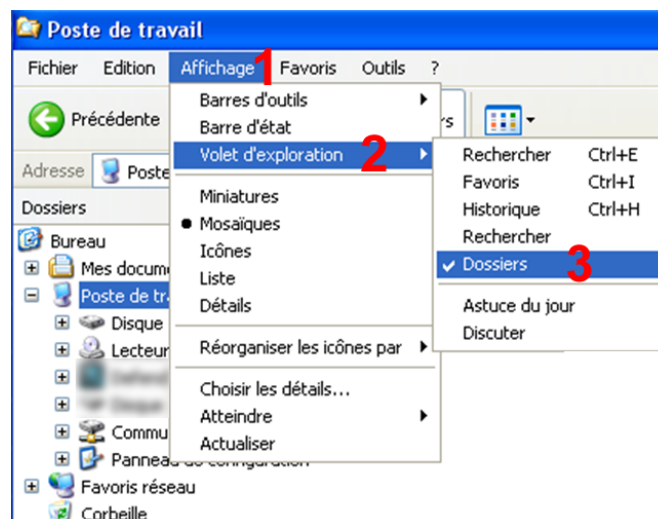 Poste de travail
Fichier Edition Affichage 1 Favoris Outils ?
Précédente
Adresse Poste
Dossiers
Bureau
Mes docum
Poste de tra
Disque
Lecteur
Commu
Panneau de configuration
Favoris réseau
Corbeille
Barres d'outils
Barre d'état
Volet d'exploration 2
Miniatures
Mosaïques
Icônes
Liste
Détails
Réorganiser les icônes par
Choisir les détails...
Atteindre
Actualiser
rs
Rechercher Ctrl+E
Favoris Ctrl+I
Historique Ctrl+H
Rechercher
Dossiers 3
Astuce du jour
Discuter